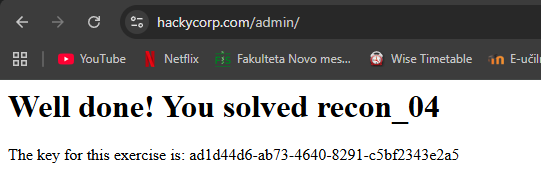 hackycorp.com/admin/
YouTube Netflix Fakulteta Novo mes... Wise Timetable E-učil
Well done! You solved recon_04
The key for this exercise is: ad1d44d6-ab73-4640-8291-c5bf2343e2a5